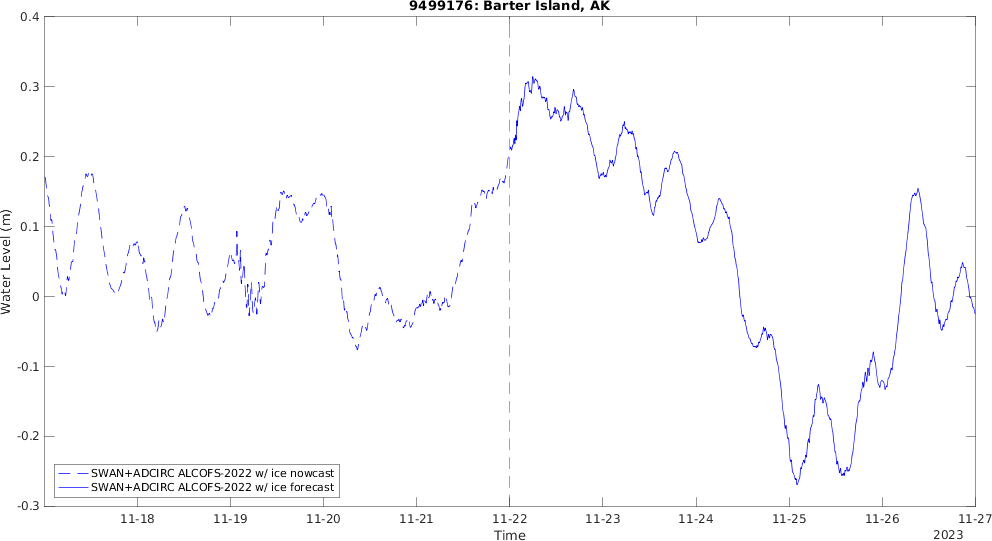 9499176: Barter Island, AK
0.4
0.3
0.2
0.1
0
-0.1
-0.2
-0.3
Water Level (m)
SWAN+ADCIRC ALCOFS-2022 w/ ice nowcast
SWAN+ADCIRC ALCOFS-2022 w/ ice forecast
11-18 11-19 11-20 11-21 11-22 11-23 11-24 11-25 11-26 11-27
Time
2023